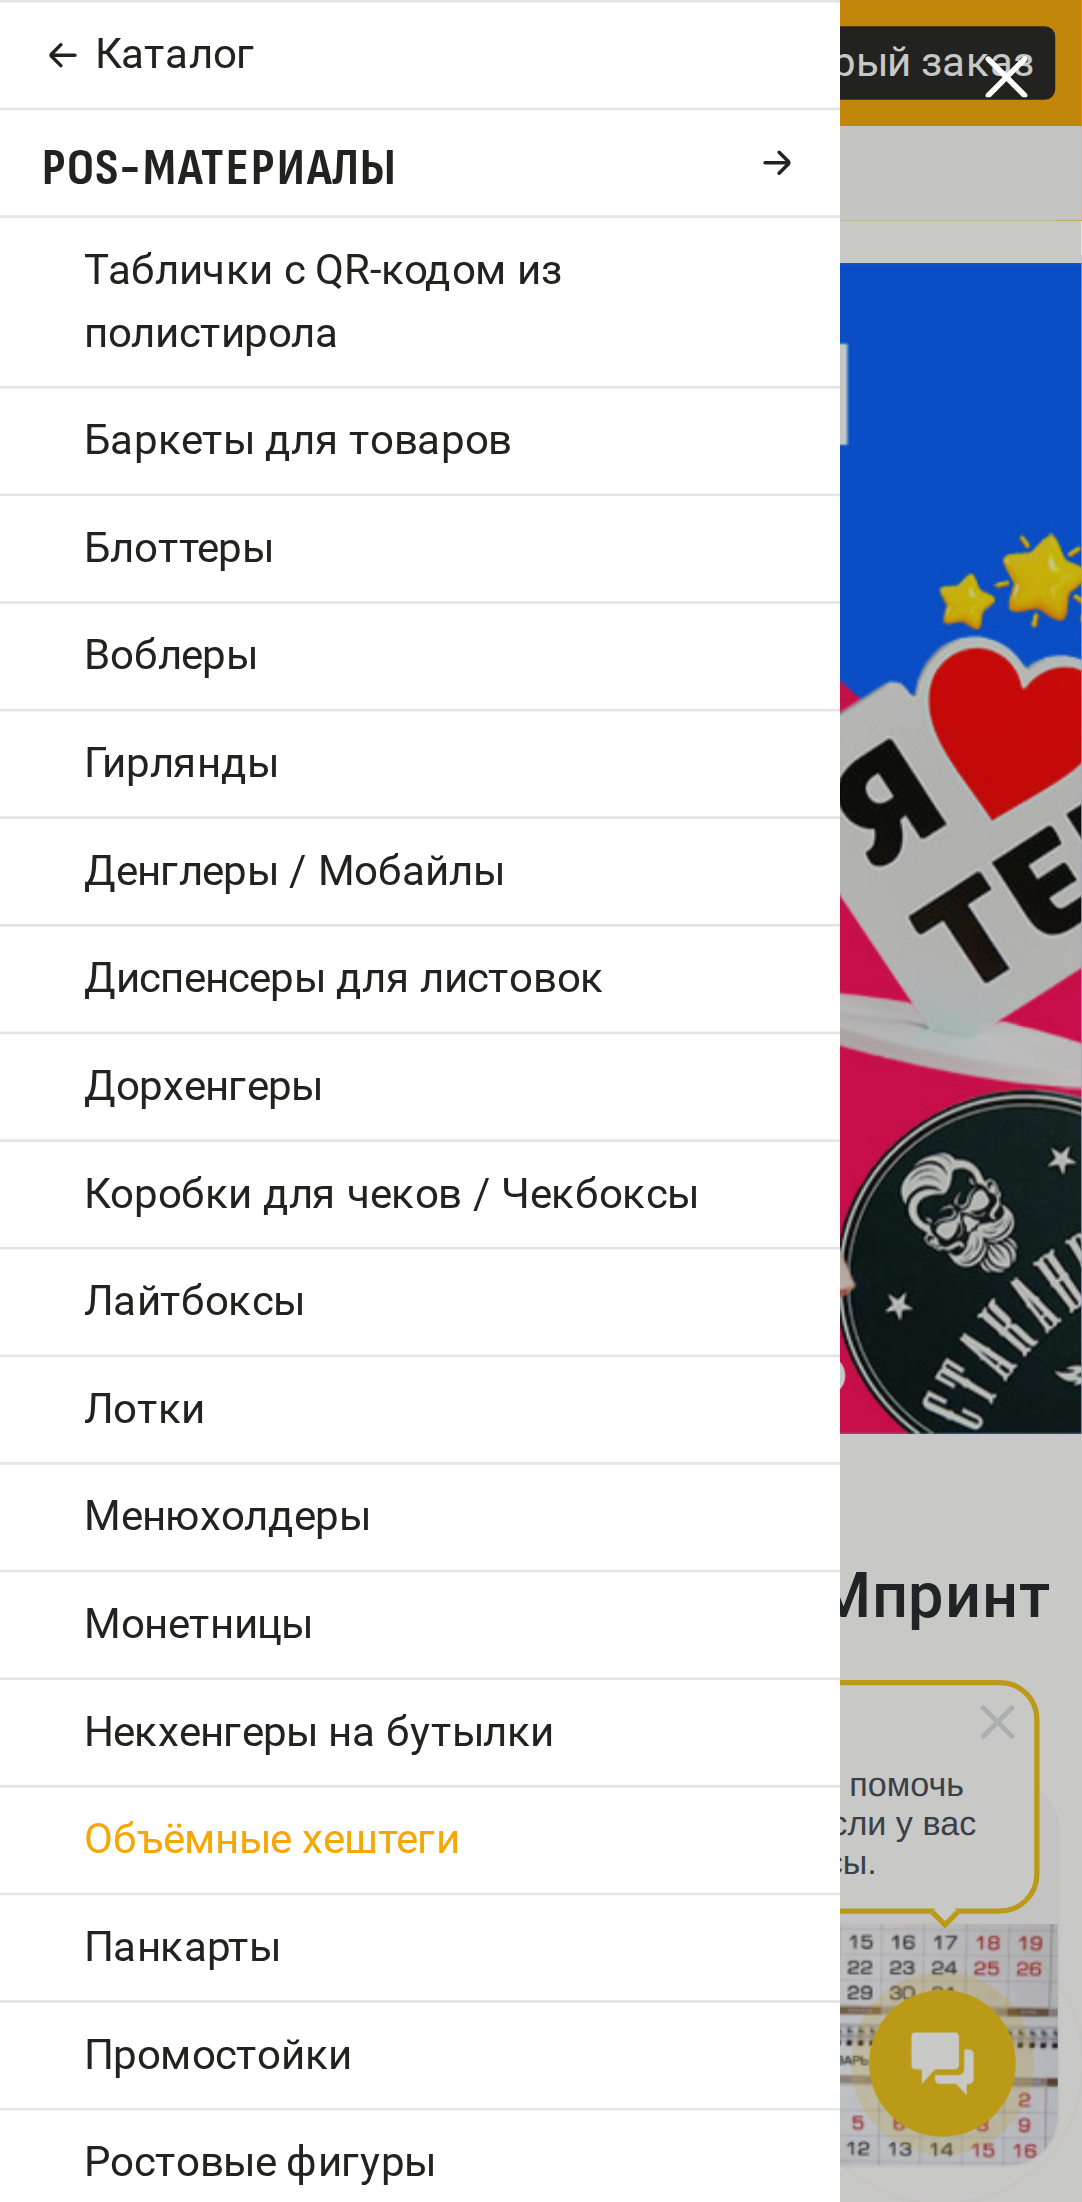 Каталог
рый заказ
POS-МАТЕРИАЛЫ
Таблички с QR-кодом из
полистирола
Баркеты для товаров
Блоттеры
Воблеры
Гирлянды
Денглеры / Мобайлы
Диспенсеры для листовок
Дорхенгеры
Коробки для чеков / Чекбоксы
Лайтбоксы
Лотки
Менюхолдеры
Монетницы
Некхенгеры на бутылки
Объёмные хештеги
Панкарты
Промостойки
Ростовые фигуры
Я
ТЕ
СТАКАН
Мпринт
помочь
сли у вас
сы.
15 16 17 18 19
22 23 24 25 26
29 30
2
5 9
12 13 14 15 16